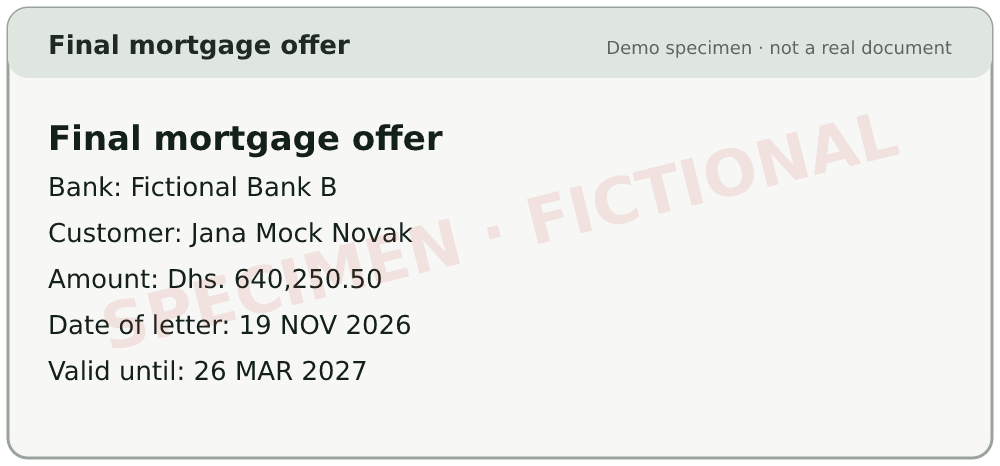 Final mortgage offer
Demo specimen · not a real document
Final mortgage offer
Bank: Fictional Bank B
Customer: Jana Mock Novak
Amount: Dhs. 640,250.50
Date of letter: 19 NOV 2026
Valid until: 26 MAR 2027
SPECIMEN · FICTIONAL